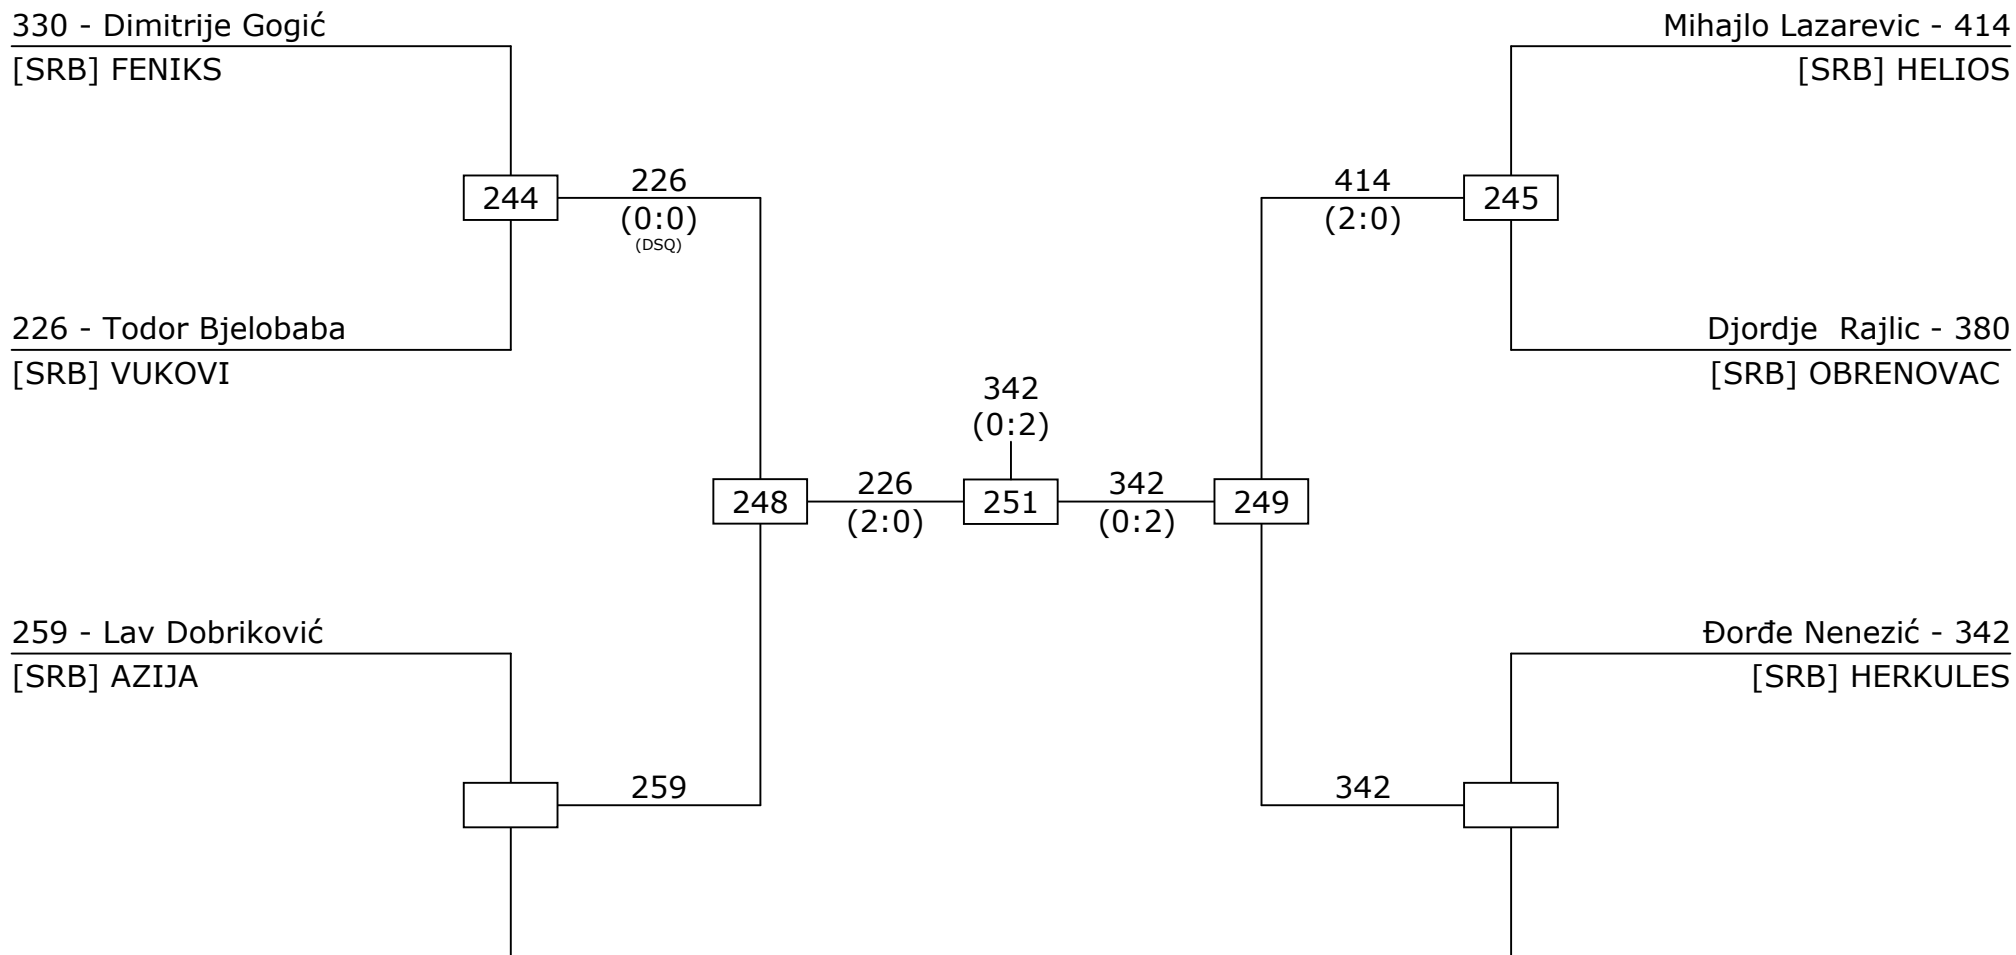 330 - Dimitrije Gogić
[SRB] FENIKS
Mihajlo Lazarevic - 414
[SRB] HELIOS
244
226
(0:0)
(DSQ)
414
(2:0)
245
226 - Todor Bjelobaba
[SRB] VUKOVI
Djordje  Rajlic - 380
[SRB] OBRENOVAC
342
(0:2)
248
226
(2:0)
251
342
(0:2)
249
259 - Lav Dobriković
[SRB] AZIJA
Đorđe Nenezić - 342
[SRB] HERKULES
259
342